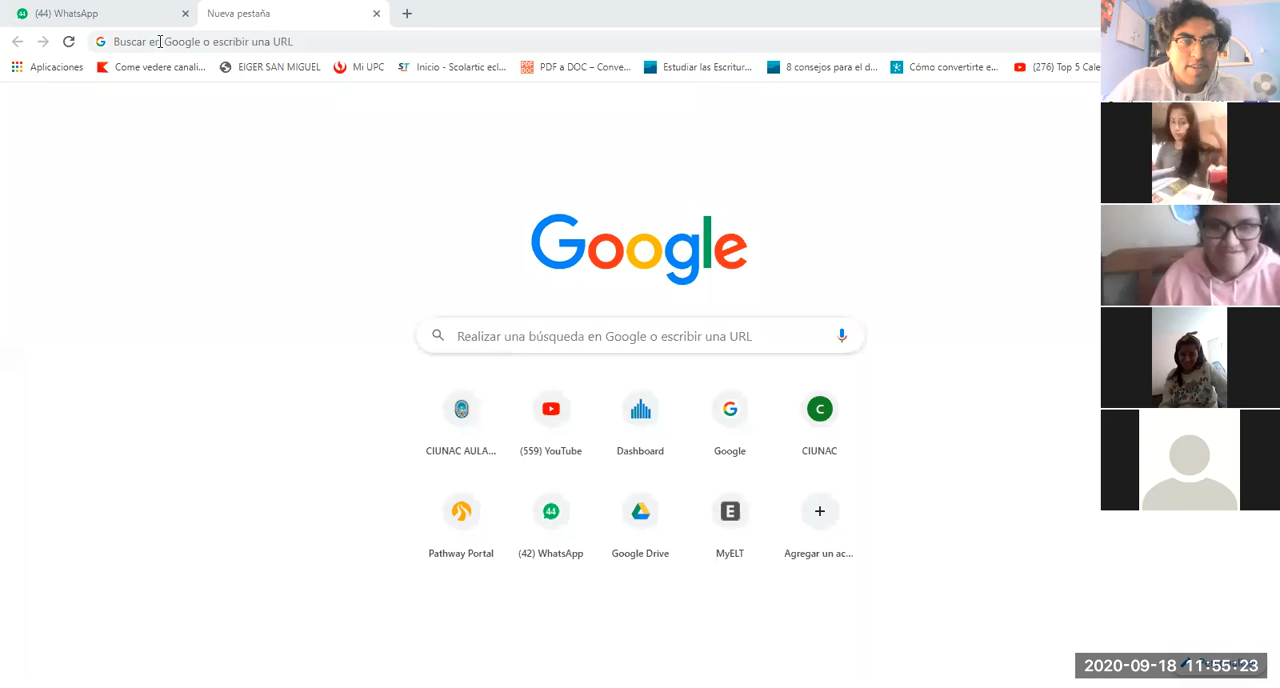 44 (44) WhatsApp
Nueva pestaña
Buscar en Google o escribir una URL
Aplicaciones
Come vedere canali...
EIGER SAN MIGUEL
Mi UPC
ST Inicio - Scolartic ecl...
PDF a DOC – Conve...
Estudiar las Escritur...
8 consejos para el d...
Cómo convertirte e...
(276) Top 5 Cale
Google
Realizar una búsqueda en Google o escribir una URL
C
CIUNAC AULA...
(559) YouTube
Dashboard
Google
CIUNAC
44
E
Pathway Portal
(42) WhatsApp
Google Drive
MyELT
Agregar un ac...
2020-09-18 11:55:23